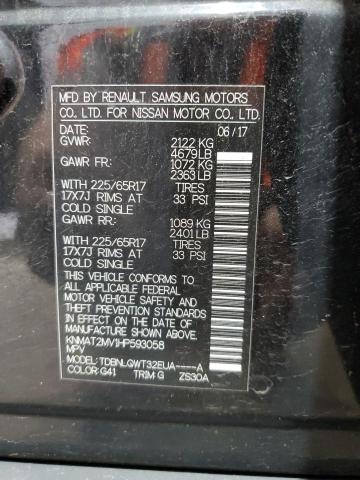 MFD BY RENAULT SAMSUNG MOTORS
CO. LTD. FOR NISSAN MOTOR CO., LTD.
DATE: 06 / 17
GVWR: 2122 KG
4679 LB
GAWR FR: 1072 KG
2363 LB
WITH 225/65R17 TIRES
17X7J RIMS AT 33 PSI
COLD SINGLE
GAWR RR: 1089 KG
2401 LB
WITH 225/65R17 TIRES
17X7J RIMS AT 33 PSI
COLD SINGLE
THIS VEHICLE CONFORMS TO
ALL APPLICABLE FEDERAL
MOTOR VEHICLE SAFETY AND
THEFT PREVENTION STANDARDS
IN EFFECT ON THE DATE OF
MANUFACTURE SHOWN ABOVE.
KNMAT2MV1HP593058
MPV
MODEL: TDBNLGWT32EUA----A
COLOR: G41 TRIM: G ZS30A